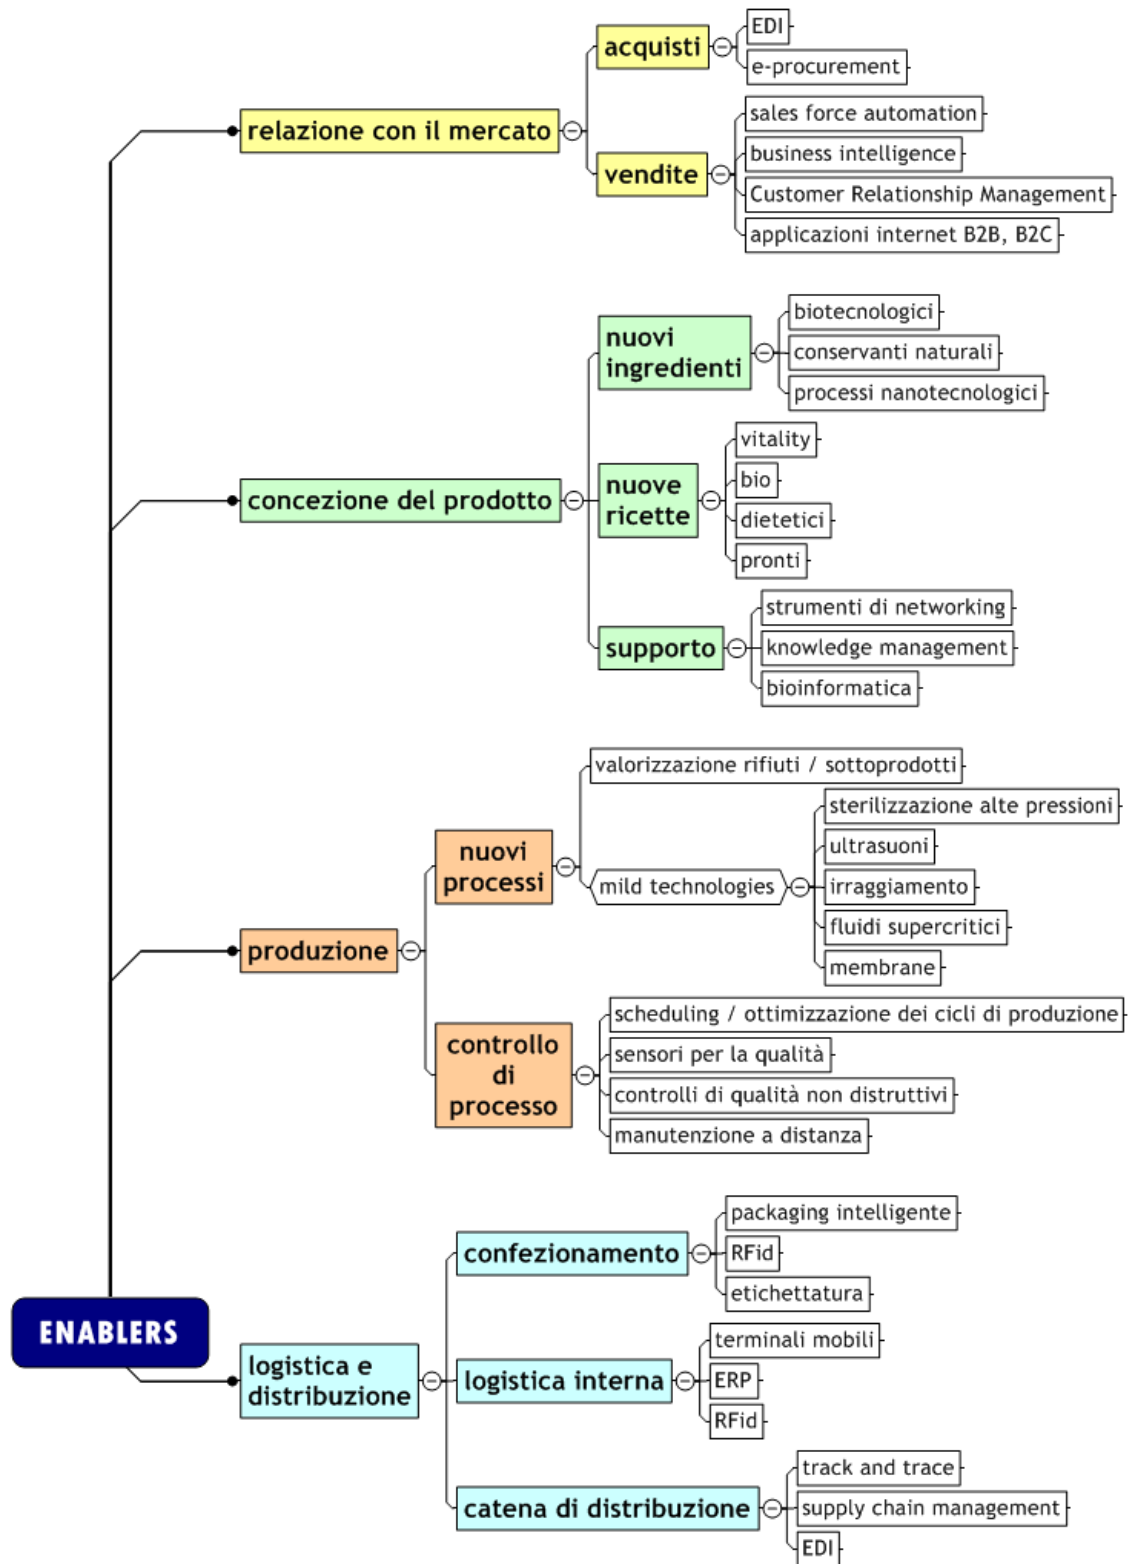 acquisti
EDI
e-procurement
relazione con il mercato
vendite
sales force automation
business intelligence
Customer Relationship Management
applicazioni internet B2B, B2C
nuovi
ingredienti
biotecnologici
conservanti naturali
processi nanotecnologici
concezione del prodotto
nuove
ricette
vitality
bio
dietetici
pronti
supporto
strumenti di networking
knowledge management
bioinformatica
produzione
nuovi
processi
valorizzazione rifiuti / sottoprodotti
mild technologies
sterilizzazione alte pressioni
ultrasuoni
irraggiamento
fluidi supercritici
membrane
controllo
di
processo
scheduling / ottimizzazione dei cicli di produzione
sensori per la qualità
controlli di qualità non distruttivi
manutenzione a distanza
ENABLERS
logistica e
distribuzione
confezionamento
packaging intelligente
RFid
etichettatura
logistica interna
terminali mobili
ERP
RFid
catena di distribuzione
track and trace
supply chain management
EDI